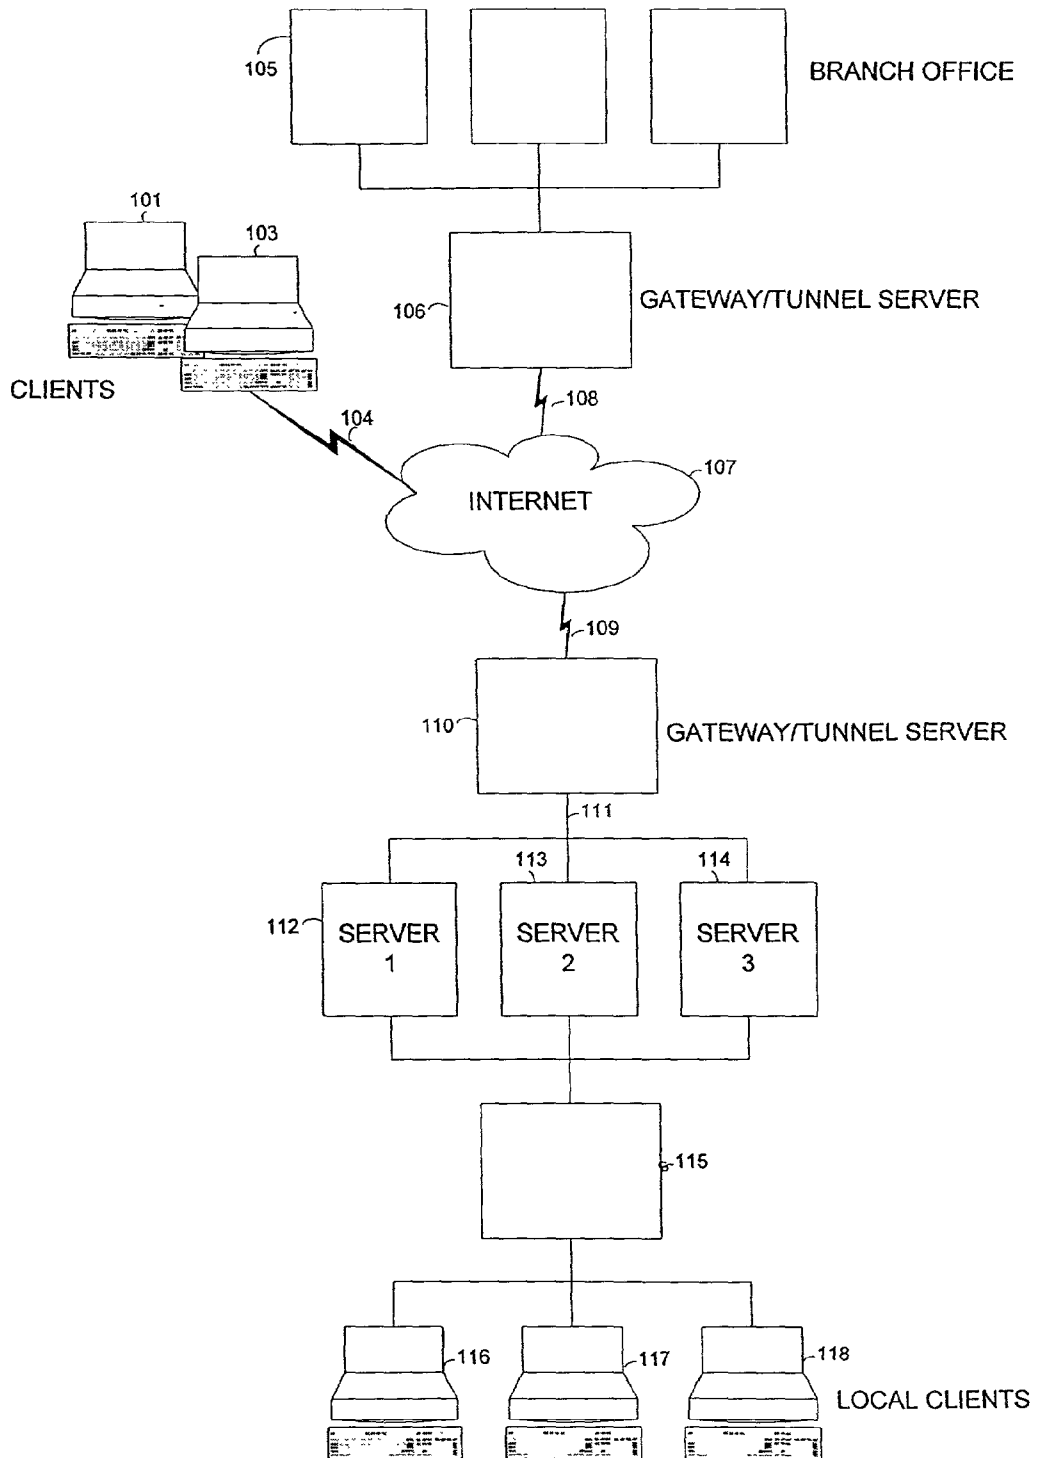 105
BRANCH OFFICE
101
103
106
GATEWAY/TUNNEL SERVER
CLIENTS
104
108
107
INTERNET
109
110
GATEWAY/TUNNEL SERVER
111
113
114
112
SERVER
1
SERVER
2
SERVER
3
115
116
117
118
LOCAL CLIENTS